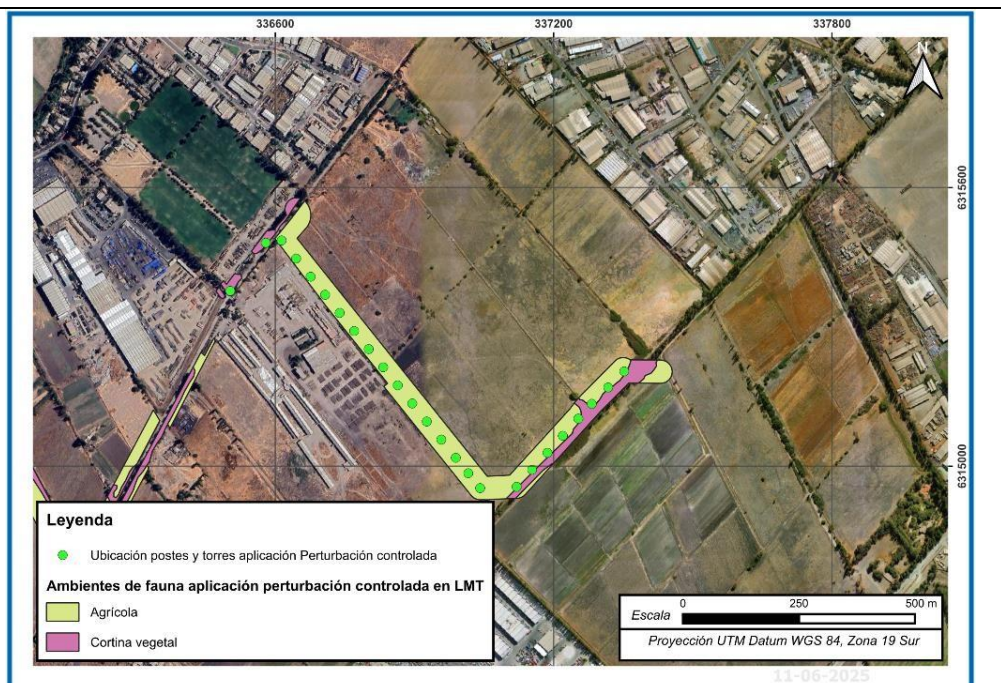 336600
337200
337800
N
6315600
6315000
Leyenda
Ubicación postes y torres aplicación Perturbación controlada
Ambientes de fauna aplicación perturbación controlada en LMT
Agrícola
Cortina vegetal
0 250 500 m
Escala
Proyección UTM Datum WGS 84, Zona 19 Sur
11-06-2025